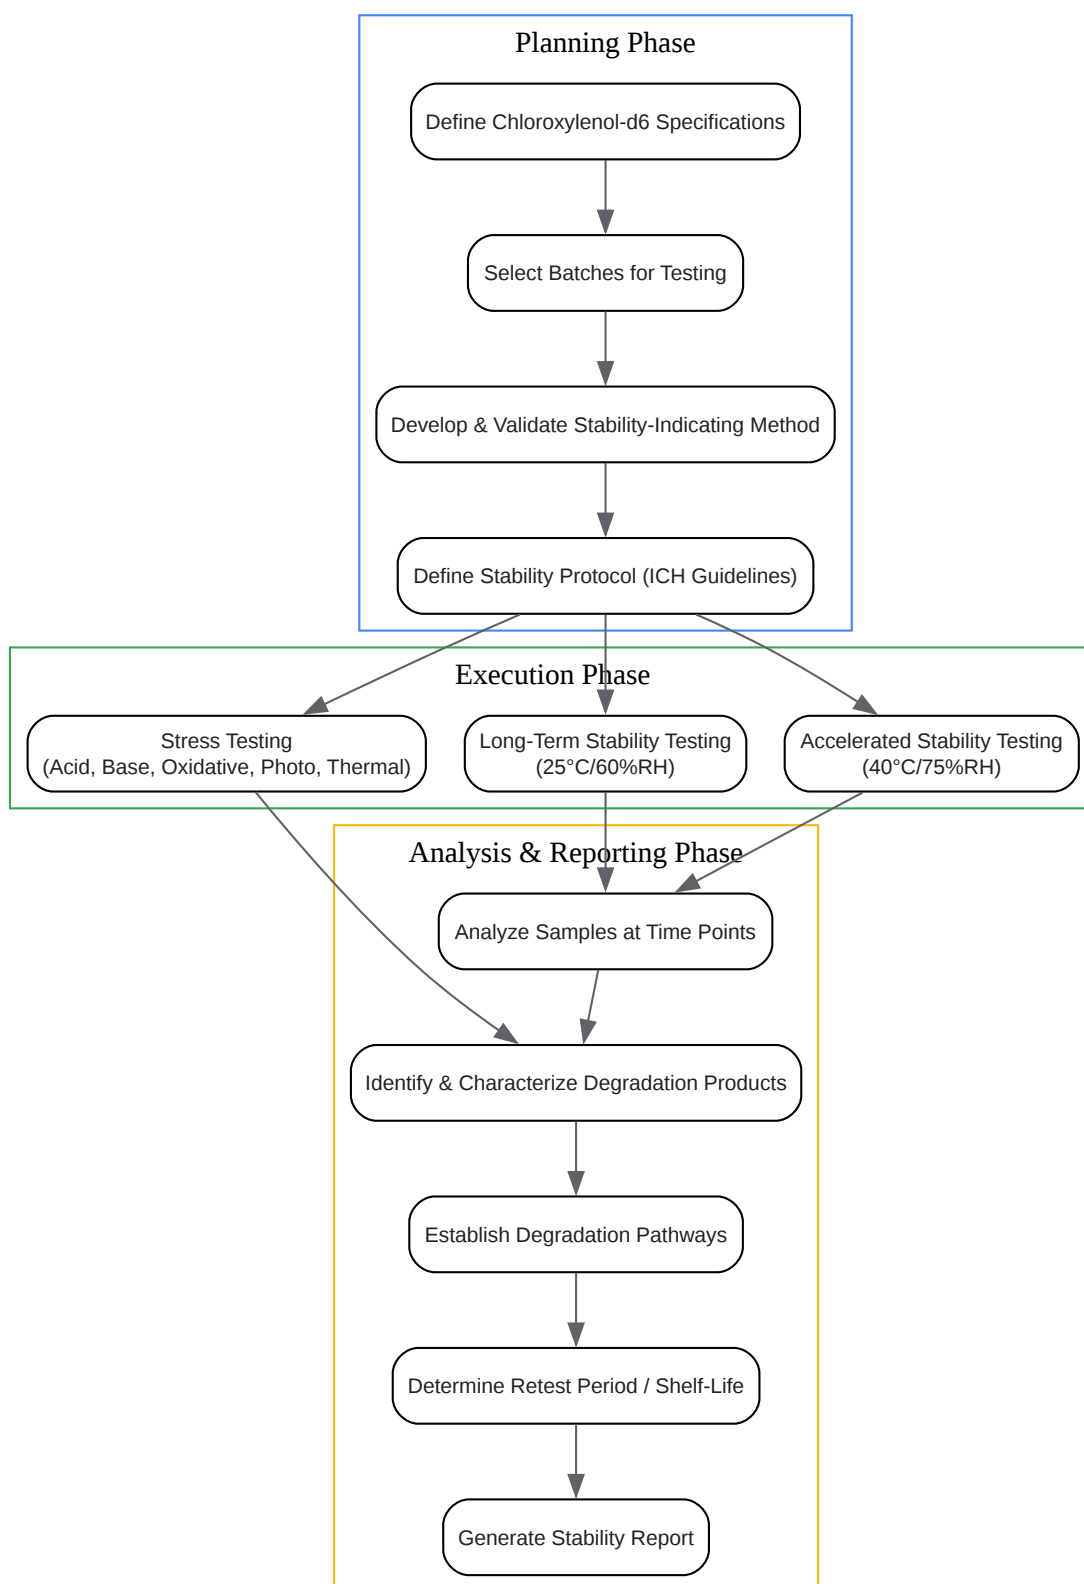 Planning Phase
Define Chloroxylenol-d6 Specifications
Select Batches for Testing
Develop & Validate Stability-Indicating Method
Define Stability Protocol (ICH Guidelines)
Execution Phase
Stress Testing
(Acid, Base, Oxidative, Photo, Thermal)
Long-Term Stability Testing
(25°C/60%RH)
Accelerated Stability Testing
(40°C/75%RH)
Analysis & Reporting Phase
Analyze Samples at Time Points
Identify & Characterize Degradation Products
Establish Degradation Pathways
Determine Retest Period / Shelf-Life
Generate Stability Report